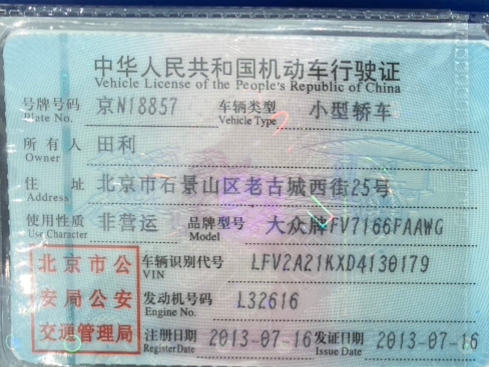 中华人民共和国机动车行驶证
Vehicle License of the People's Republic of China
号牌号码 京N18857 车辆类型 小型轿车
Plate No. Vehicle Type
所有人 田利
Owner
住址 北京市石景山区老古城西街25号
Address
使用性质 非营运 品牌型号 大众牌FV7166FAAWG
Use Character Model
北京市公 车辆识别代号 LFV2A21KXD4130179
VIN
安局公安 发动机号码 L32616
Engine No.
交通管理局 注册日期 2013-07-16 发证日期 2013-07-16
Register Date Issue Date